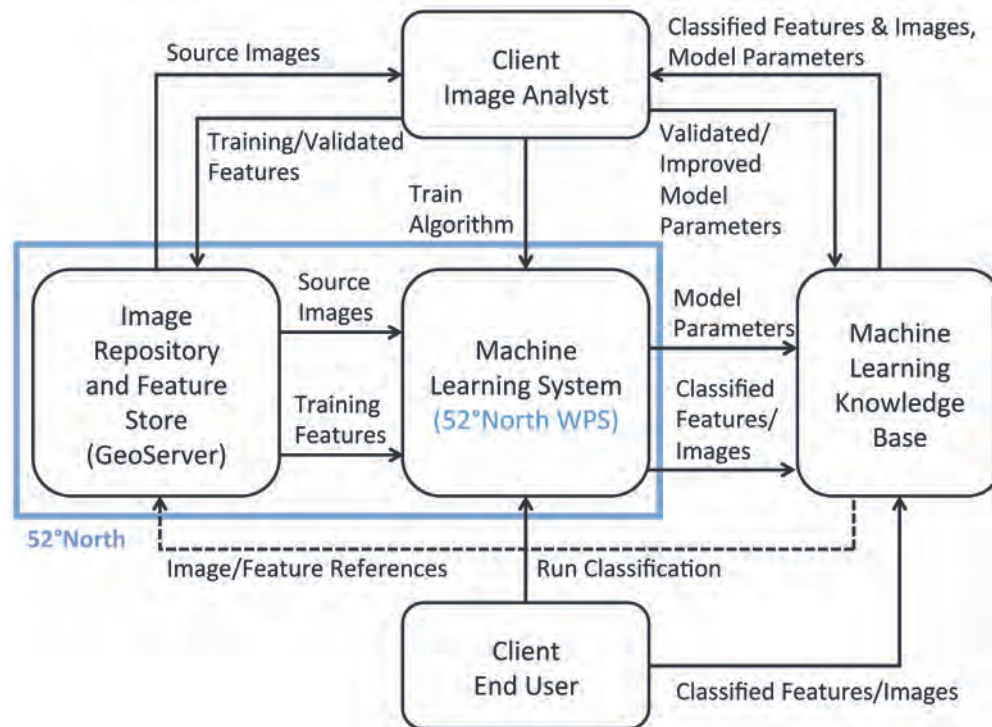 Source Images
Client
Image Analyst
Classified Features & Images,
Model Parameters
Training/Validated
Features
Train
Algorithm
Validated/
Improved
Model
Parameters
Image
Repository
and Feature
Store
(GeoServer)
Source
Images
Training
Features
Machine
Learning System
(52°North WPS)
Model
Parameters
Classified
Features/
Images
Machine
Learning
Knowledge
Base
52°North
Image/Feature References
Run Classification
Client
End User
Classified Features/Images